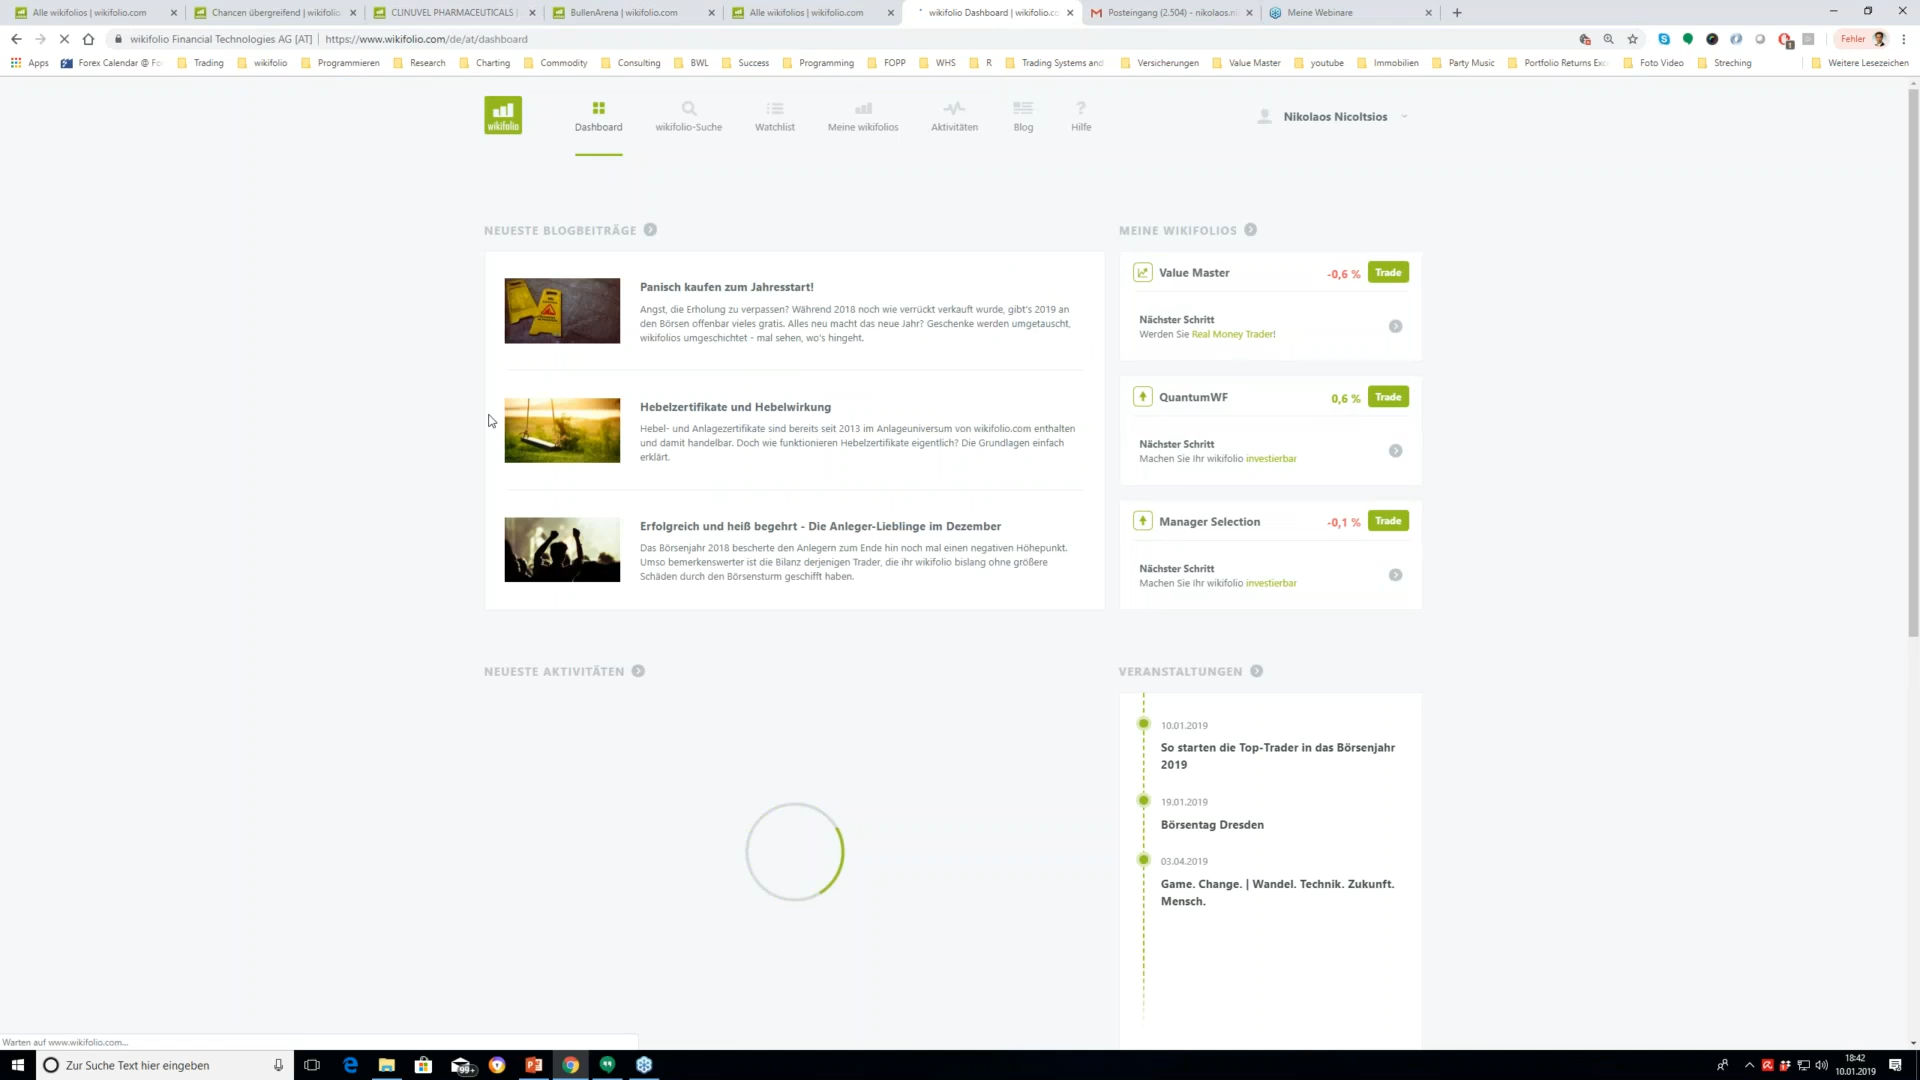 Alle wikifolios | wikifolio.com
Chancen übergreifend | wikifolio
CLINUVEL PHARMACEUTICALS |
BullenArena | wikifolio.com
Alle wikifolios | wikifolio.com
wikifolio Dashboard | wikifolio.co
Posteingang (2.504) - nikolaos.ni
Meine Webinare
wikifolio Financial Technologies AG [AT] | https://www.wikifolio.com/de/at/dashboard
Fehler
Apps
Forex Calendar @ Fo
Trading
wikifolio
Programmieren
Research
Charting
Commodity
Consulting
BWL
Success
Programming
FOPP
WHS
R
Trading Systems and
Versicherungen
Value Master
youtube
Immobilien
Party Music
Portfolio Returns Exc
Foto Video
Streching
Weitere Lesezeichen
wikifolio
Dashboard
wikifolio-Suche
Watchlist
Meine wikifolios
Aktivitäten
Blog
Hilfe
Nikolaos Nicoltsios
NEUESTE BLOGBEITRÄGE
Panisch kaufen zum Jahresstart!
Angst, die Erholung zu verpassen? Während 2018 noch wie verrückt verkauft wurde, gibt's 2019 an
den Börsen offenbar vieles gratis. Alles neu macht das neue Jahr? Geschenke werden umgetauscht,
wikifolios umgeschichtet - mal sehen, wo's hingeht.
Hebelzertifikate und Hebelwirkung
Hebel- und Anlagezertifikate sind bereits seit 2013 im Anlageuniversum von wikifolio.com enthalten
und damit handelbar. Doch wie funktionieren Hebelzertifikate eigentlich? Die Grundlagen einfach
erklärt.
Erfolgreich und heiß begehrt - Die Anleger-Lieblinge im Dezember
Das Börsenjahr 2018 bescherte den Anlegern zum Ende hin noch mal einen negativen Höhepunkt.
Umso bemerkenswerter ist die Bilanz derjenigen Trader, die ihr wikifolio bislang ohne größere
Schäden durch den Börsensturm geschifft haben.
MEINE WIKIFOLIOS
Value Master -0,6 % Trade
Nächster Schritt
Werden Sie Real Money Trader!
QuantumWF 0,6 % Trade
Nächster Schritt
Machen Sie Ihr wikifolio investierbar
Manager Selection -0,1 % Trade
Nächster Schritt
Machen Sie Ihr wikifolio investierbar
NEUESTE AKTIVITÄTEN
VERANSTALTUNGEN
10.01.2019
So starten die Top-Trader in das Börsenjahr
2019
19.01.2019
Börsentag Dresden
03.04.2019
Game. Change. | Wandel. Technik. Zukunft.
Mensch.
Warten auf www.wikifolio.com...
Zur Suche Text hier eingeben
99+
18:42
10.01.2019